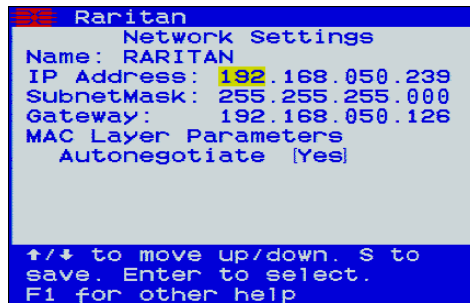 Raritan
Network Settings
Name: RARITAN
IP Address: 192.168.050.239
SubnetMask: 255.255.255.000
Gateway: 192.168.050.126
MAC Layer Parameters
Autonegotiate [Yes]
↑/↓ to move up/down. S to
save. Enter to select.
F1 for other help